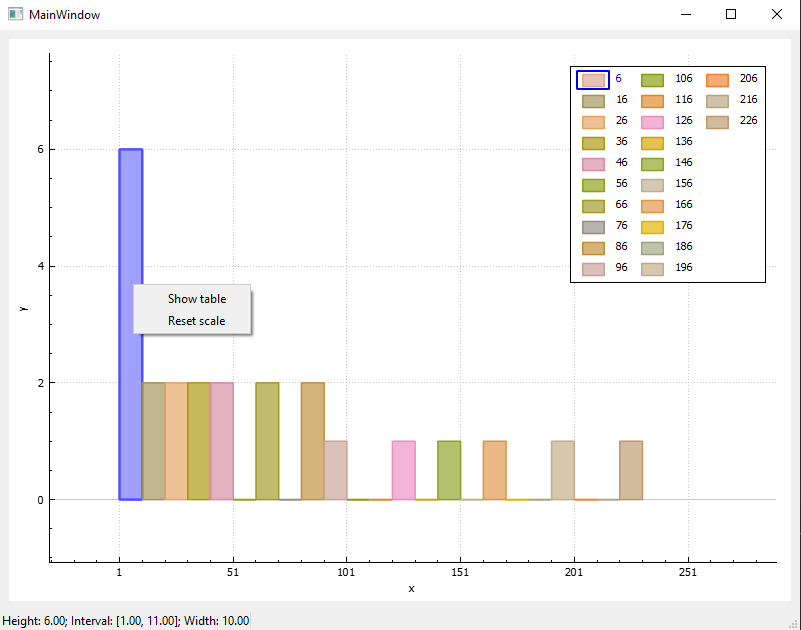 MainWindow
6 106 206
16 116 216
26 126 226
36 136
46 146
56 156
66 166
76 176
86 186
96 196
6
4
2
0
y
Show table
Reset scale
1 51 101 151 201 251
x
Height: 6.00; Interval: [1.00, 11.00]; Width: 10.00